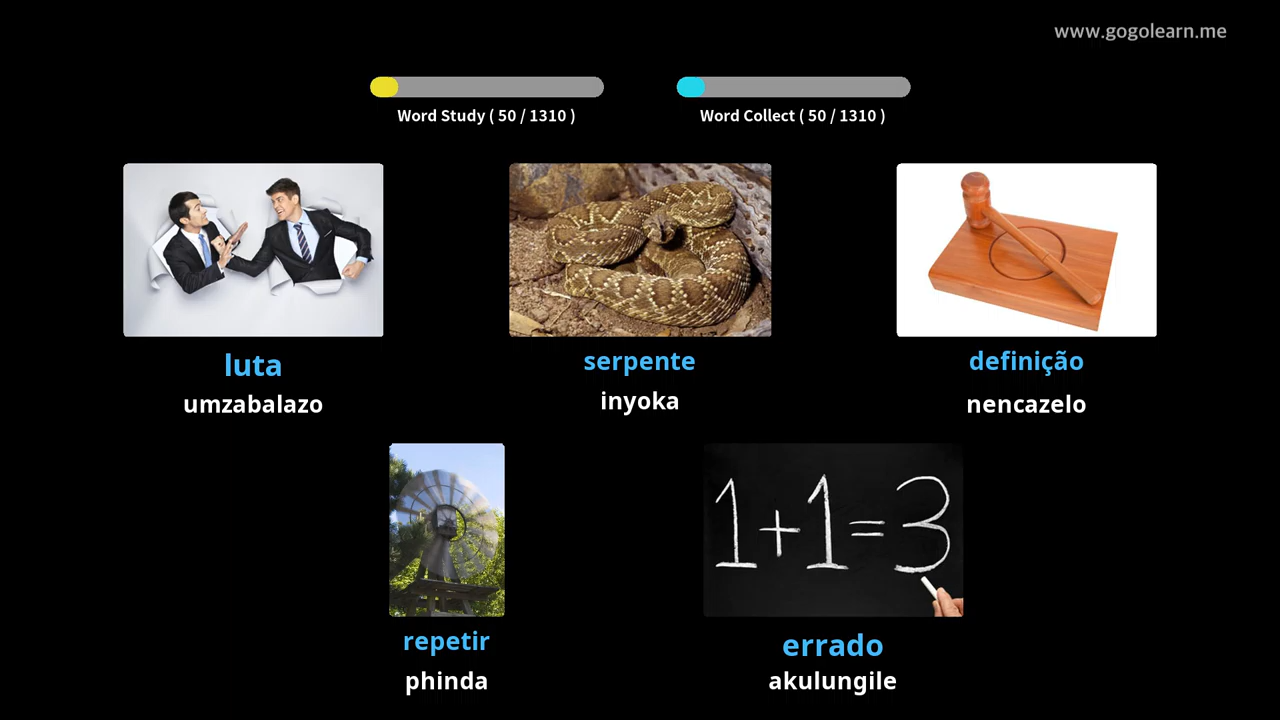 www.gogolearn.me
Word Study ( 50 / 1310 )
Word Collect ( 50 / 1310 )
luta
umzabalazo
serpente
inyoka
definição
nencazelo
1+1=3
repetir
phinda
errado
akulungile